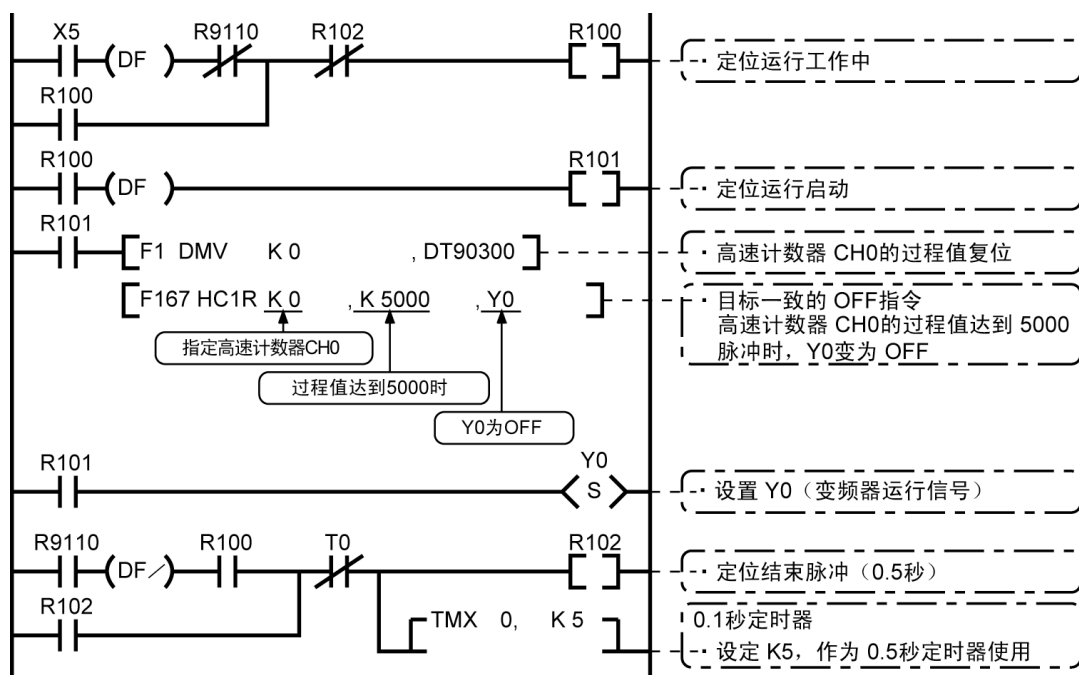 X5 R9110 R102 R100
DF
定位运行工作中
R100
R100 R101
DF
定位运行启动
R101
F1 DMV K 0 , DT90300
高速计数器 CH0的过程值复位
F167 HC1R K 0 , K 5000 , Y0
目标一致的 OFF指令
高速计数器 CH0的过程值达到 5000
脉冲时，Y0变为 OFF
指定高速计数器CH0
过程值达到5000时
Y0为OFF
R101 Y0
S
设置 Y0（变频器运行信号）
R9110 R100 T0 R102
DF/
定位结束脉冲（0.5秒）
R102
TMX 0, K 5
0.1秒定时器
设定 K5，作为 0.5秒定时器使用